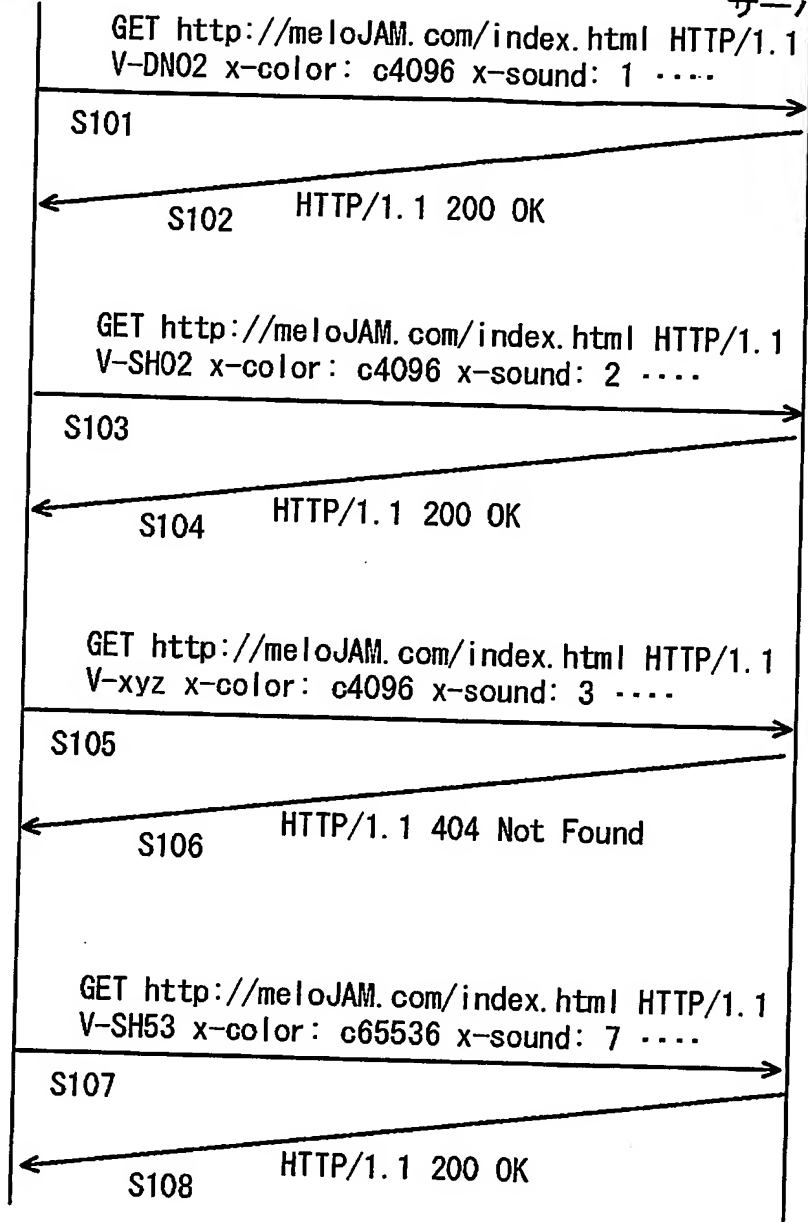 GET http://meloJAM.com/index.html HTTP/1.1
V-DN02 x-color: c4096 x-sound: 1 ‥‥
S101
S102 HTTP/1.1 200 OK
GET http://meloJAM.com/index.html HTTP/1.1
V-SH02 x-color: c4096 x-sound: 2 ‥‥
S103
S104 HTTP/1.1 200 OK
GET http://meloJAM.com/index.html HTTP/1.1
V-xyz x-color: c4096 x-sound: 3 ‥‥
S105
S106 HTTP/1.1 404 Not Found
GET http://meloJAM.com/index.html HTTP/1.1
V-SH53 x-color: c65536 x-sound: 7 ‥‥
S107
S108 HTTP/1.1 200 OK